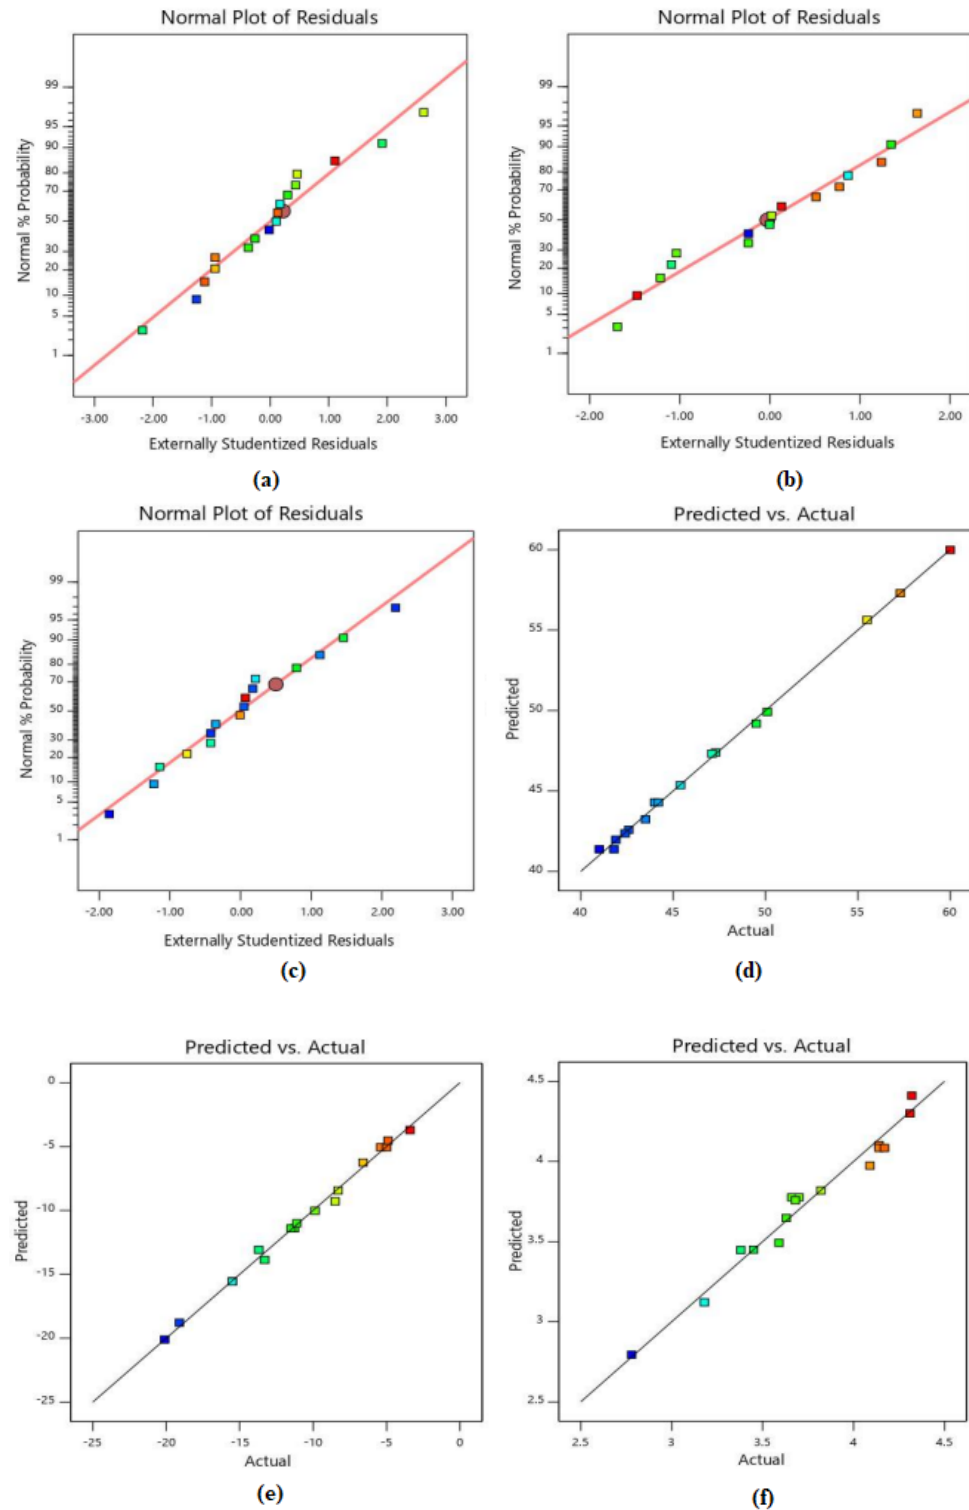 Normal Plot of Residuals
Normal % Probability
99
95
90
80
70
50
30
20
10
5
1
-3.00 -2.00 -1.00 0.00 1.00 2.00 3.00
Externally Studentized Residuals
(a)
Normal Plot of Residuals
Normal % Probability
99
95
90
80
70
50
30
20
10
5
1
-2.00 -1.00 0.00 1.00 2.00
Externally Studentized Residuals
(b)
Normal Plot of Residuals
Normal % Probability
99
95
90
80
70
50
30
20
10
5
1
-2.00 -1.00 0.00 1.00 2.00 3.00
Externally Studentized Residuals
(c)
Predicted vs. Actual
Predicted
60
55
50
45
40
40 45 50 55 60
Actual
(d)
Predicted vs. Actual
Predicted
0
-5
-10
-15
-20
-25
-25 -20 -15 -10 -5 0
Actual
(e)
Predicted vs. Actual
Predicted
4.5
4
3.5
3
2.5
2.5 3 3.5 4 4.5
Actual
(f)